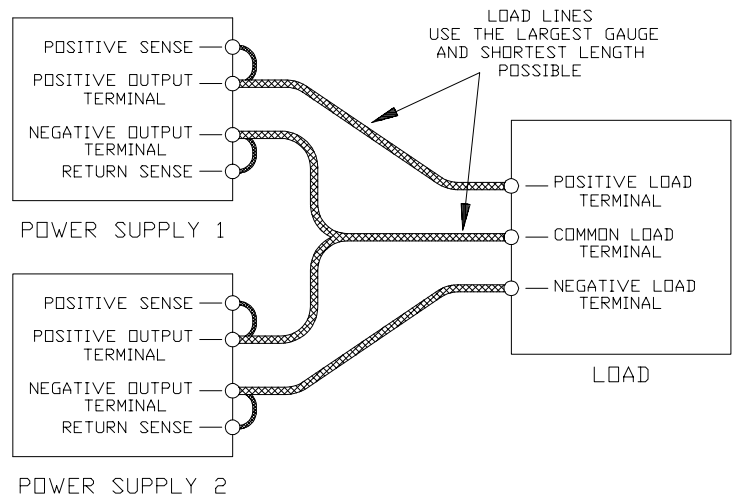 LOAD LINES
USE THE LARGEST GAUGE
AND SHORTEST LENGTH
POSSIBLE
POSITIVE SENSE
POSITIVE OUTPUT
TERMINAL
NEGATIVE OUTPUT
TERMINAL
RETURN SENSE
POWER SUPPLY 1
POSITIVE LOAD
TERMINAL
COMMON LOAD
TERMINAL
NEGATIVE LOAD
TERMINAL
LOAD
POSITIVE SENSE
POSITIVE OUTPUT
TERMINAL
NEGATIVE OUTPUT
TERMINAL
RETURN SENSE
POWER SUPPLY 2